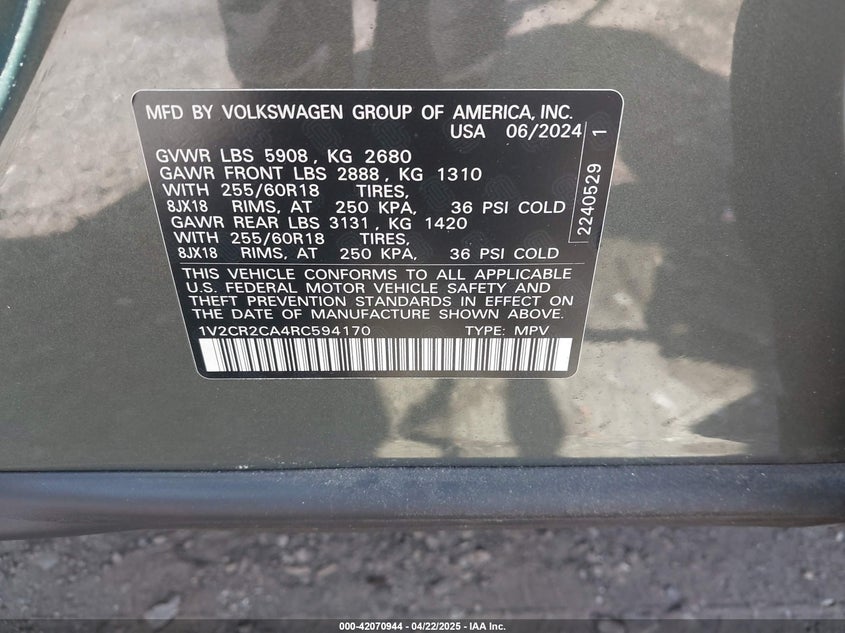 MFD BY VOLKSWAGEN GROUP OF AMERICA, INC.
USA 06/2024
GVWR LBS 5908, KG 2680
GAWR FRONT LBS 2888, KG 1310
WITH 255/60R18 TIRES,
8JX18 RIMS, AT 250 KPA, 36 PSI COLD
GAWR REAR LBS 3131, KG 1420
WITH 255/60R18 TIRES,
8JX18 RIMS, AT 250 KPA, 36 PSI COLD
2240529 1
THIS VEHICLE CONFORMS TO ALL APPLICABLE
U.S. FEDERAL MOTOR VEHICLE SAFETY AND
THEFT PREVENTION STANDARDS IN EFFECT ON
THE DATE OF MANUFACTURE SHOWN ABOVE.
1V2CR2CA4RC594170 TYPE: MPV
000-42070944 - 04/22/2025 - IAA Inc.